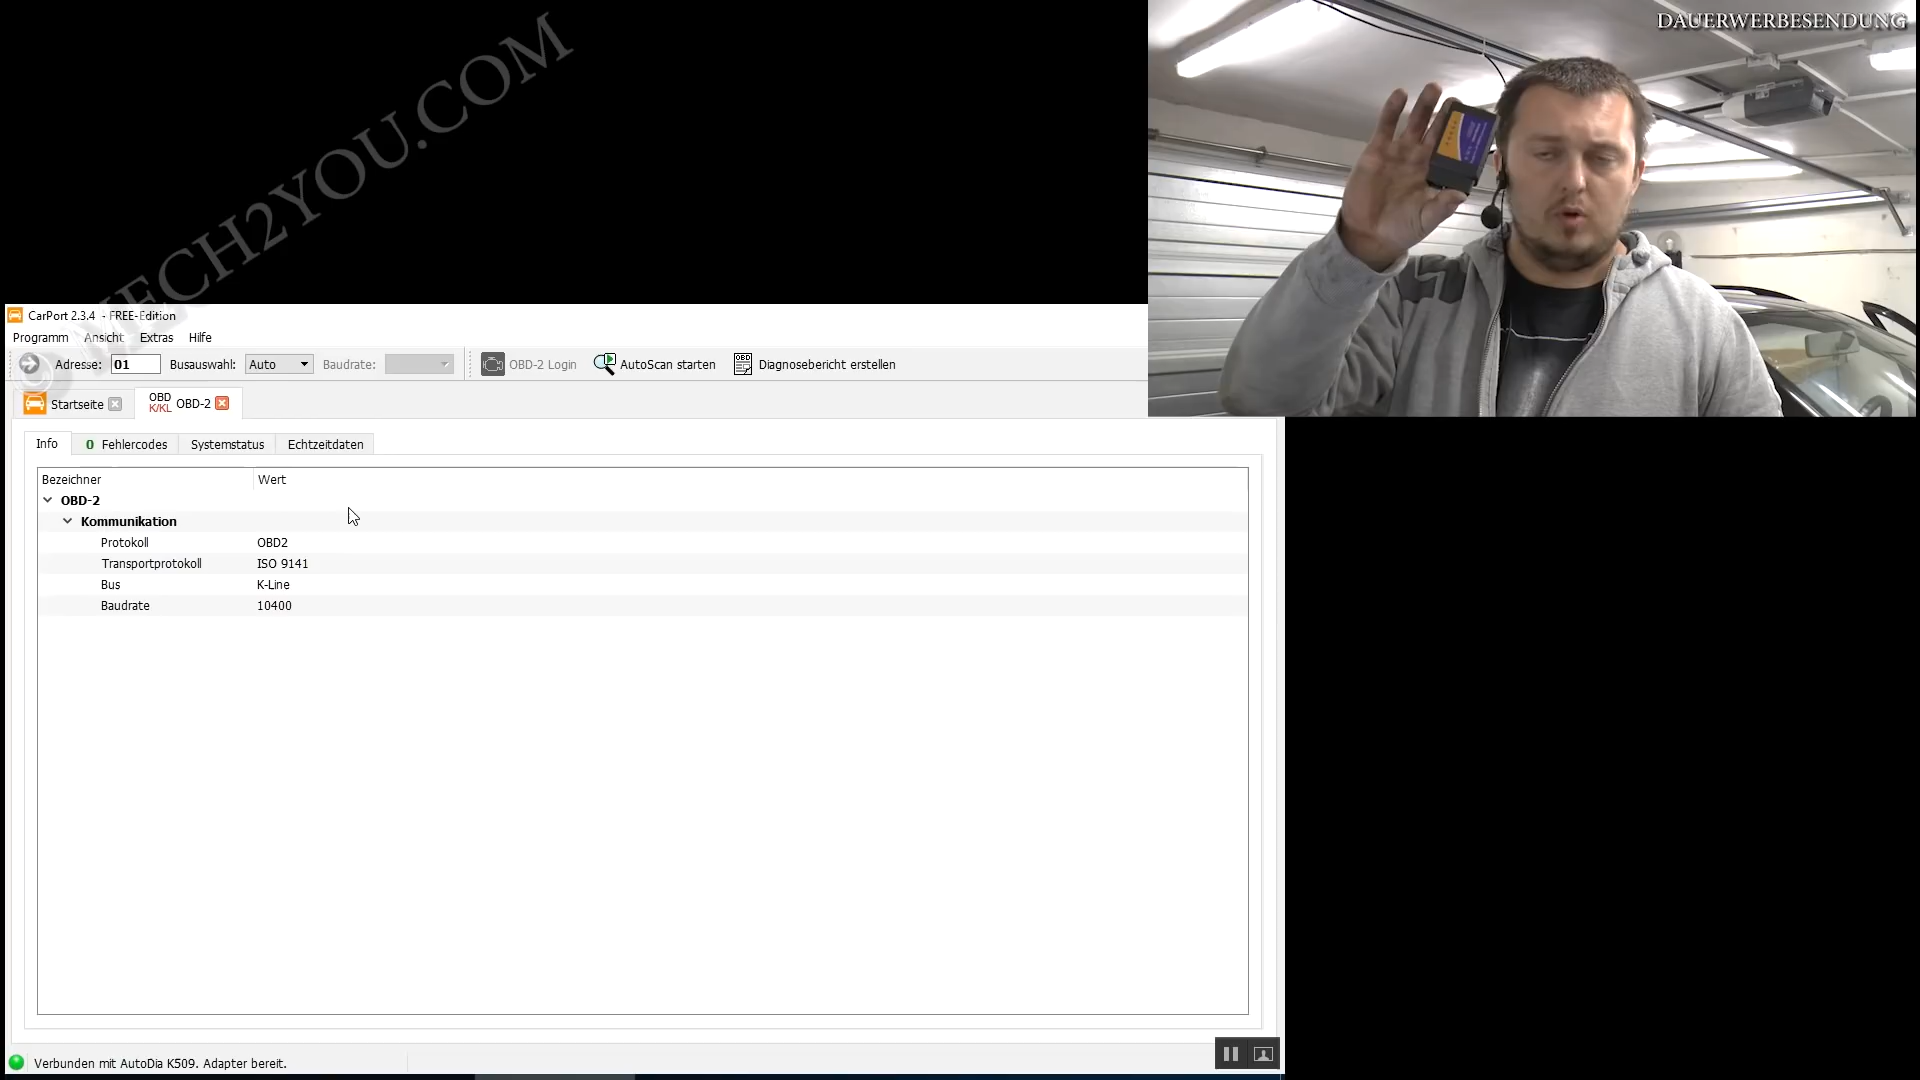 DAUERWERBESENDUNG
© MECH2YOU.COM
CarPort 2.3.4 - FREE-Edition
Programm Ansicht Extras Hilfe
Adresse: 01 Busauswahl: Auto Baudrate: OBD-2 Login AutoScan starten OBD Diagnosebericht erstellen
Startseite OBD K/KL OBD-2
Info 0 Fehlercodes Systemstatus Echtzeitdaten
Bezeichner Wert
OBD-2
Kommunikation
Protokoll OBD2
Transportprotokoll ISO 9141
Bus K-Line
Baudrate 10400
Verbunden mit AutoDia K509. Adapter bereit.